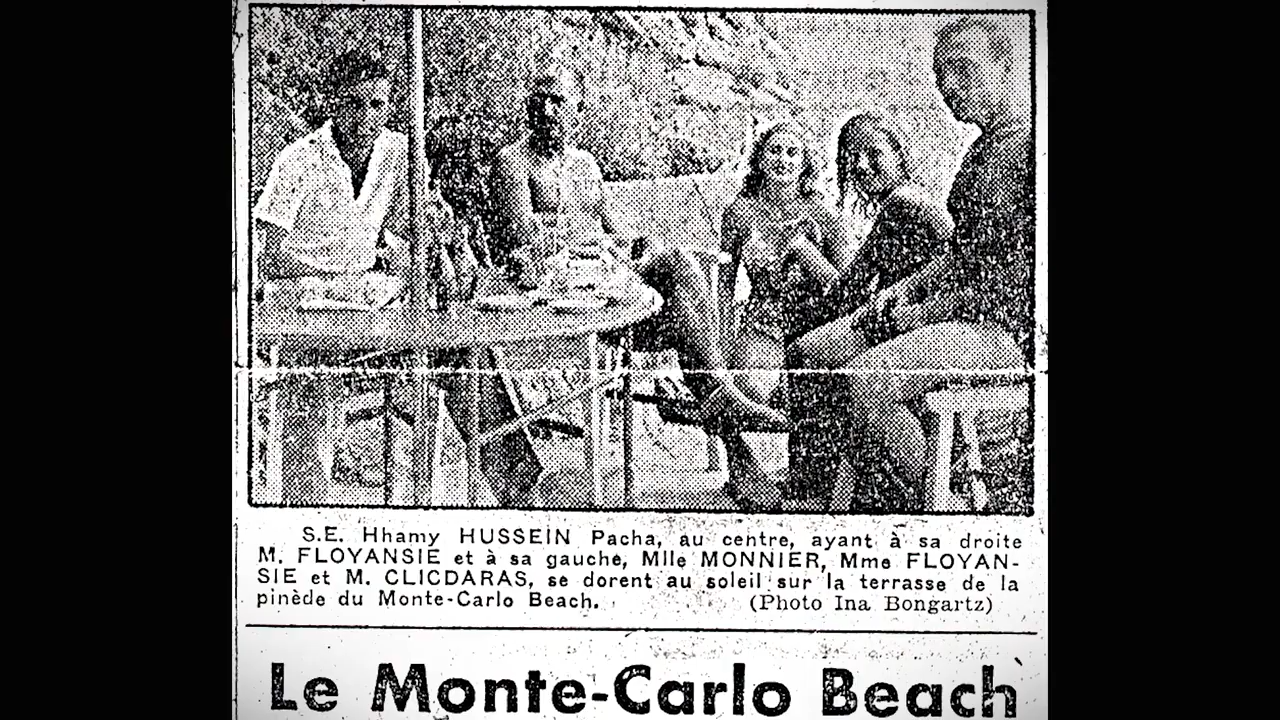 S.E. Hhamy HUSSEIN Pacha, au centre, ayant à sa droite
M. FLOYANSIE et à sa gauche, Mlle MONNIER, Mme FLOYAN-
SIE et M. CLICDARAS, se dorent au soleil sur la terrasse de la
pinède du Monte-Carlo Beach. (Photo Ina Bongartz)
Le Monte-Carlo Beach